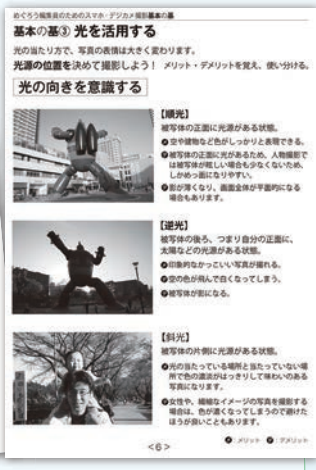 めぐろう編集員のためのスマホ・デジカメ撮影基本の基
基本の基③ 光を活用する
光の当たり方で、写真の表情は大きく変わります。
光源の位置を決めて撮影しよう! メリット・デメリットを覚え、使い分ける。
光の向きを意識する
【順光】
被写体の正面に光源がある状態。
空や建物など色がしっかりと表現できる。
被写体の正面に光があるため、人物撮影で
は被写体が眩しい場合も少なくないため、
しかめっ面になりやすい。
影が薄くなり、画面全体が平面的になる
場合もあります。
【逆光】
被写体の後ろ、つまり自分の正面に、
太陽などの光源がある状態。
印象的なかっこいい写真が撮れる。
空の色が飛んで白くなってしまう。
被写体が影になる。
【斜光】
被写体の片側に光源がある状態。
光の当たっている場所と当たっていない場
所で色の濃淡がはっきりして味わいのある
写真になります。
女性や、繊細なイメージの写真を撮影する
場合は、色が濃くなってしまうので避けた
ほうが良いこともあります。
<6>
:メリット :デメリット